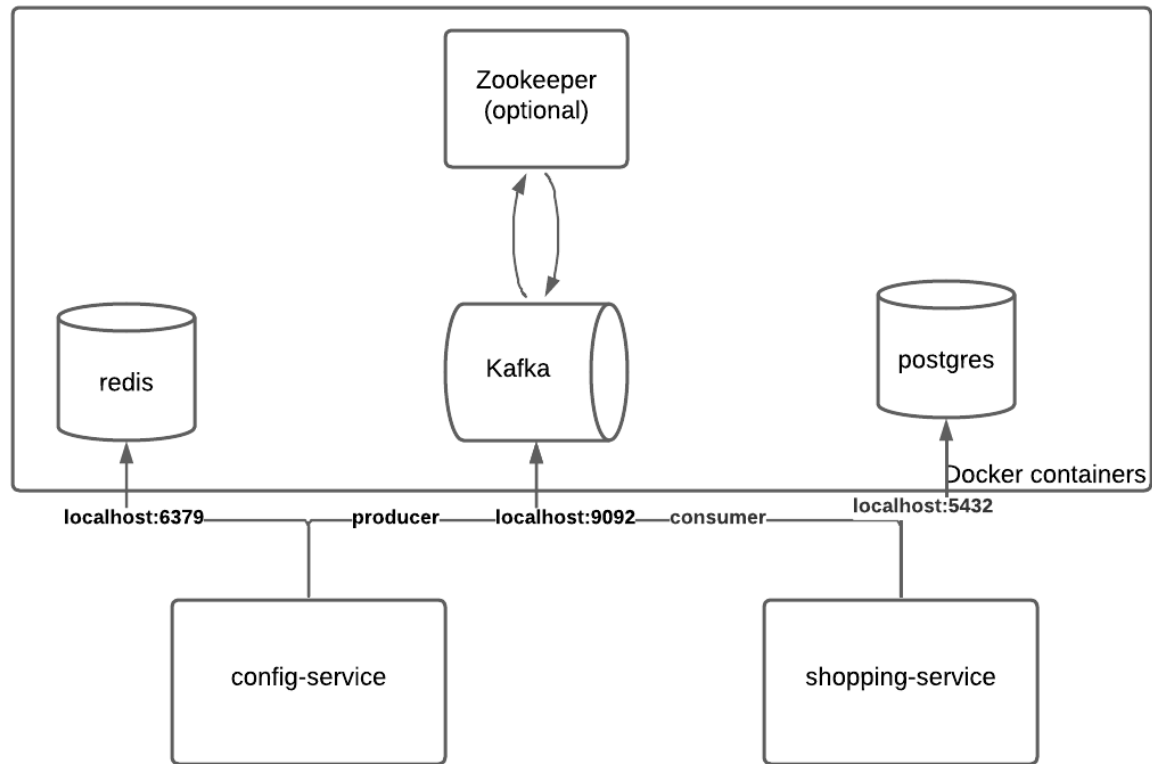 Zookeeper
(optional)
redis
Kafka
postgres
Docker containers
localhost:6379
producer
localhost:9092
consumer
localhost:5432
config-service
shopping-service